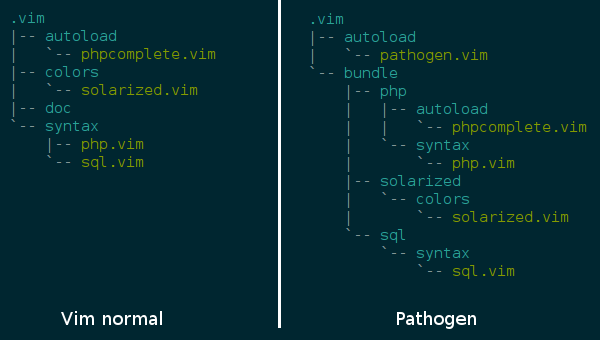 .vim
|-- autoload
|   `-- phpcomplete.vim
|-- colors
|   `-- solarized.vim
|-- doc
`-- syntax
    |-- php.vim
    `-- sql.vim
Vim normal
.vim
|-- autoload
|   `-- pathogen.vim
`-- bundle
    |-- php
    |   |-- autoload
    |   |   `-- phpcomplete.vim
    |   `-- syntax
    |       `-- php.vim
    |-- solarized
    |   `-- colors
    |       `-- solarized.vim
    `-- sql
        `-- syntax
            `-- sql.vim
Pathogen